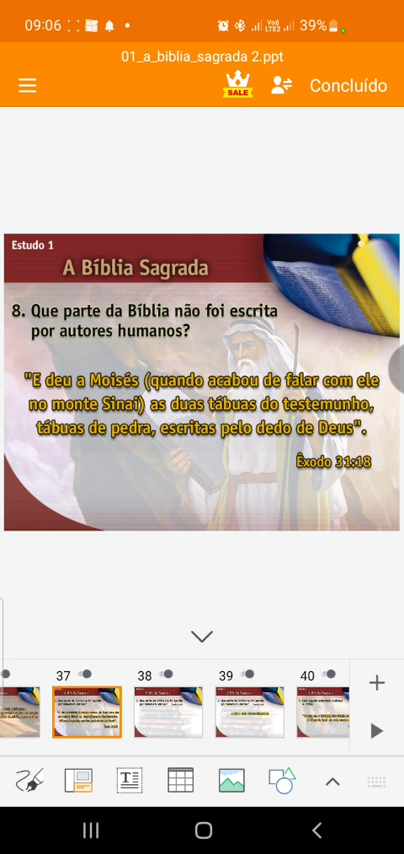 09:06
Voi)
LTE2
39%
01_a_biblia_sagrada 2.ppt
SALE
Concluído
Estudo 1
A Bíblia Sagrada
8. Que parte da Bíblia não foi escrita
por autores humanos?
"E deu a Moisés (quando acabou de falar com ele
no monte Sinai) as duas tábuas do testemunho,
tábuas de pedra, escritas pelo dedo de Deus".
Êxodo 31:18
37
38
39
40